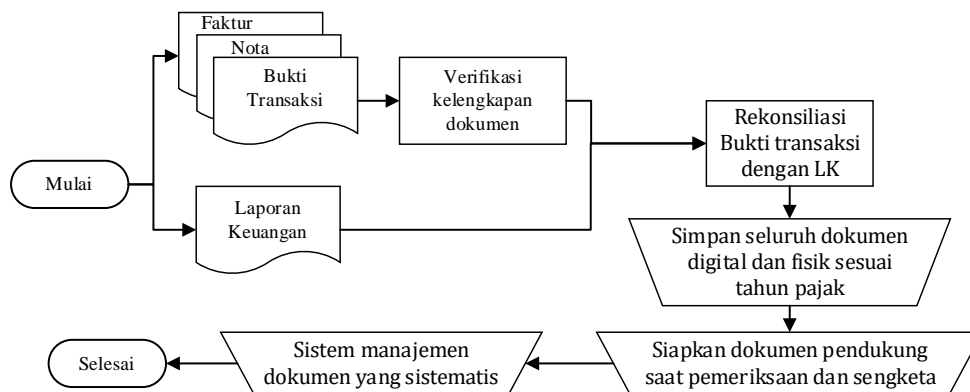 Faktur
Nota
Bukti
Transaksi
Verifikasi
kelengkapan
dokumen
Rekonsiliasi
Bukti transaksi
dengan LK
Mulai
Laporan
Keuangan
Simpan seluruh dokumen
digital dan fisik sesuai
tahun pajak
Selesai
Sistem manajemen
dokumen yang sistematis
Siapkan dokumen pendukung
saat pemeriksaan dan sengketa